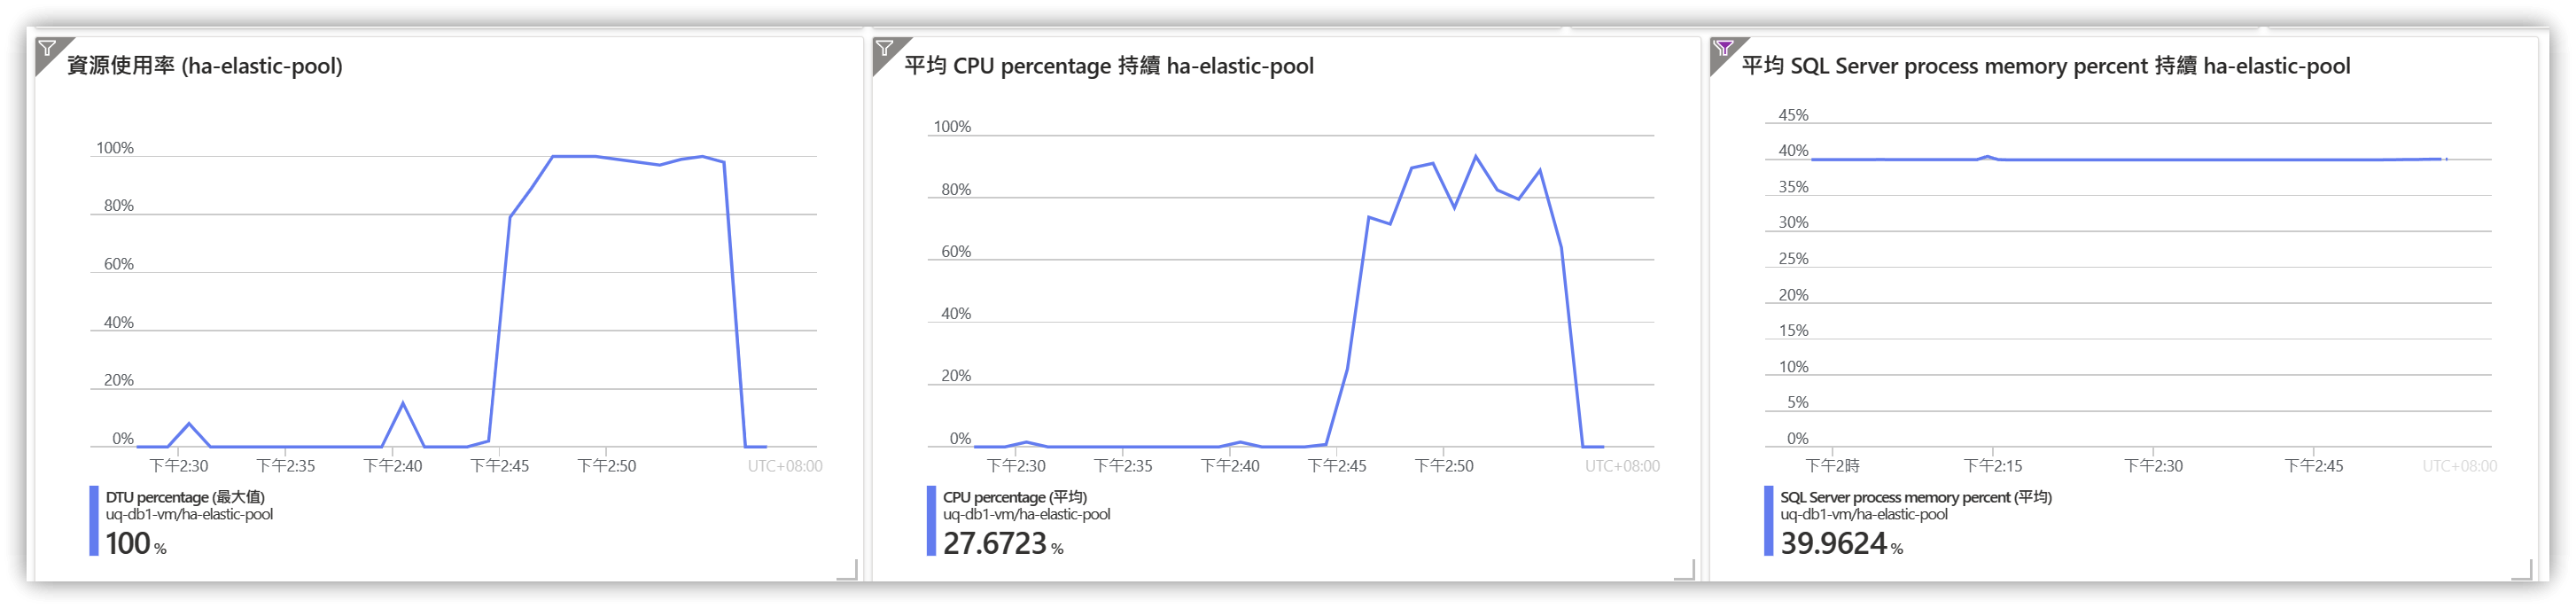 資源使用率 (ha-elastic-pool)
100%
80%
60%
40%
20%
0%
下午2:30 下午2:35 下午2:40 下午2:45 下午2:50 UTC+08:00
DTU percentage (最大值)
uq-db1-vm/ha-elastic-pool
100 %
平均 CPU percentage 持續 ha-elastic-pool
100%
80%
60%
40%
20%
0%
下午2:30 下午2:35 下午2:40 下午2:45 下午2:50 UTC+08:00
CPU percentage (平均)
uq-db1-vm/ha-elastic-pool
27.6723 %
平均 SQL Server process memory percent 持續 ha-elastic-pool
45%
40%
35%
30%
25%
20%
15%
10%
5%
0%
下午2時 下午2:15 下午2:30 下午2:45 UTC+08:00
SQL Server process memory percent (平均)
uq-db1-vm/ha-elastic-pool
39.9624 %